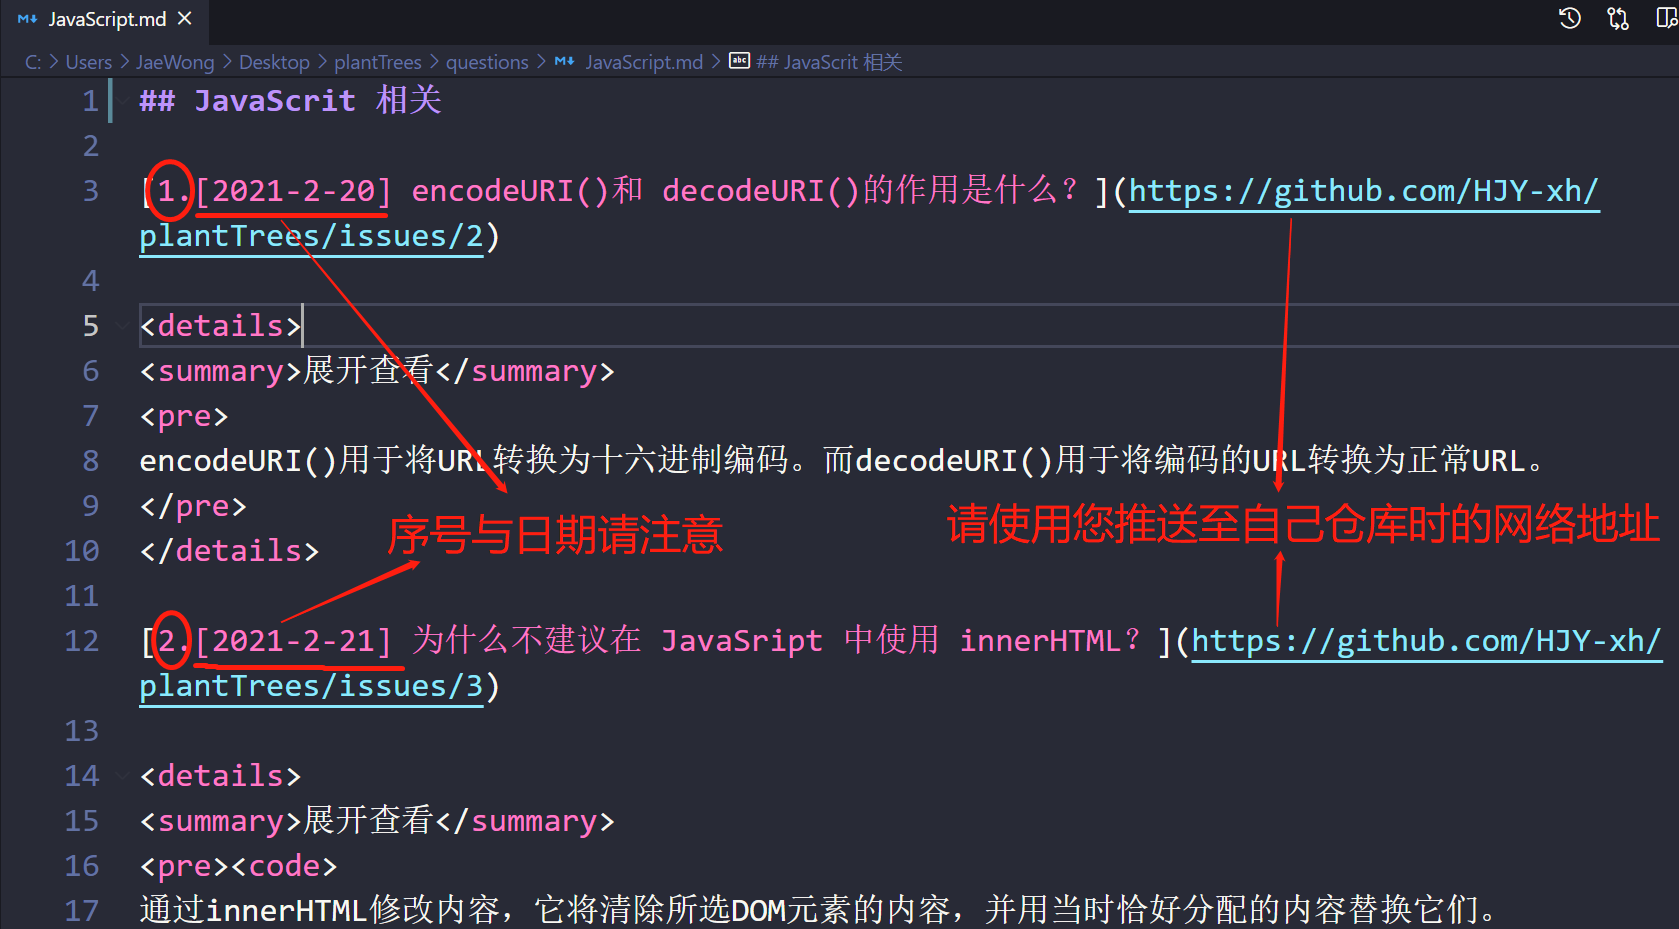 JavaScript.md
C: > Users > JaeWong > Desktop > plantTrees > questions > JavaScript.md > abc ## JavaScrit 相关
1 ## JavaScrit 相关
2
3 [1.[2021-2-20] encodeURI()和 decodeURI()的作用是什么？](https://github.com/HJY-xh/
plantTrees/issues/2)
4
5 <details>
6 <summary>展开查看</summary>
7 <pre>
8 encodeURI()用于将URL转换为十六进制编码。而decodeURI()用于将编码的URL转换为正常URL。
9 </pre>
序号与日期请注意
请使用您推送至自己仓库时的网络地址
10 </details>
11
12 [2.[2021-2-21] 为什么不建议在 JavaSript 中使用 innerHTML？](https://github.com/HJY-xh/
plantTrees/issues/3)
13
14 <details>
15 <summary>展开查看</summary>
16 <pre><code>
17 通过innerHTML修改内容，它将清除所选DOM元素的内容，并用当时恰好分配的内容替换它们。